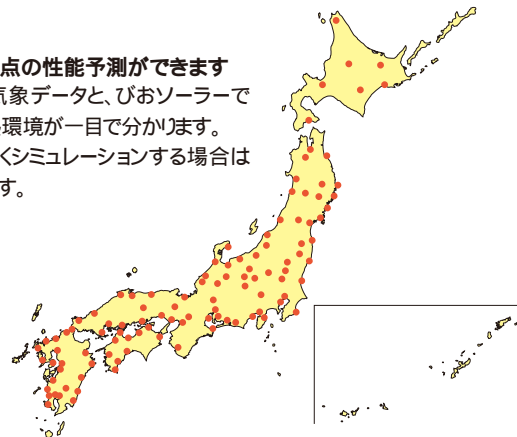 点の性能予測ができます
気象データと、びおソーラーで
環境が一目で分かります。
くシミュレーションする場合は
す。